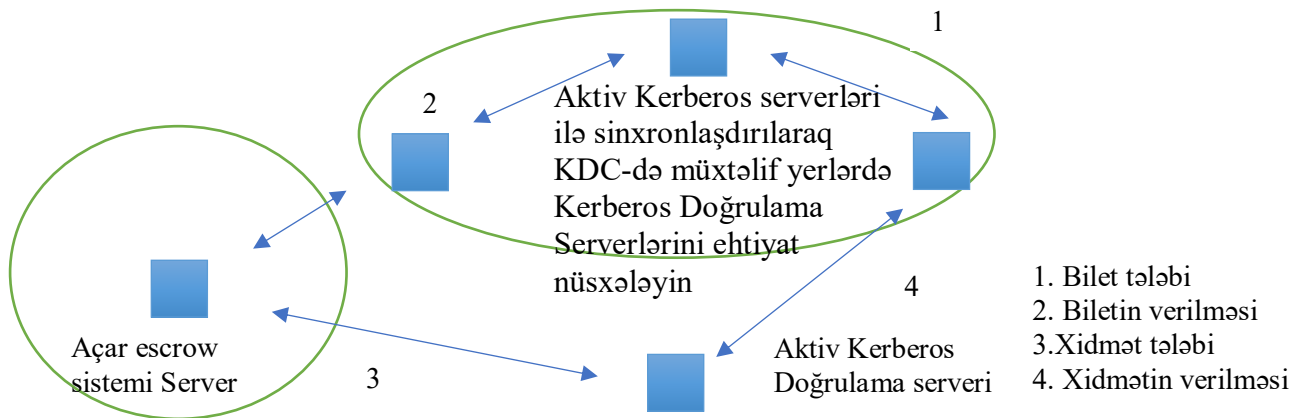 1
2
Aktiv Kerberos serverləri
ilə sinxronlaşdırılaraq
KDC-də müxtəlif yerlərdə
Kerberos Doğrulama
Serverlərini ehtiyat
nüsxələyin
4
1. Bilet tələbi
2. Biletin verilməsi
3.Xidmət tələbi
4. Xidmətin verilməsi
Açar escrow
sistemi Server
3
Aktiv Kerberos
Doğrulama serveri